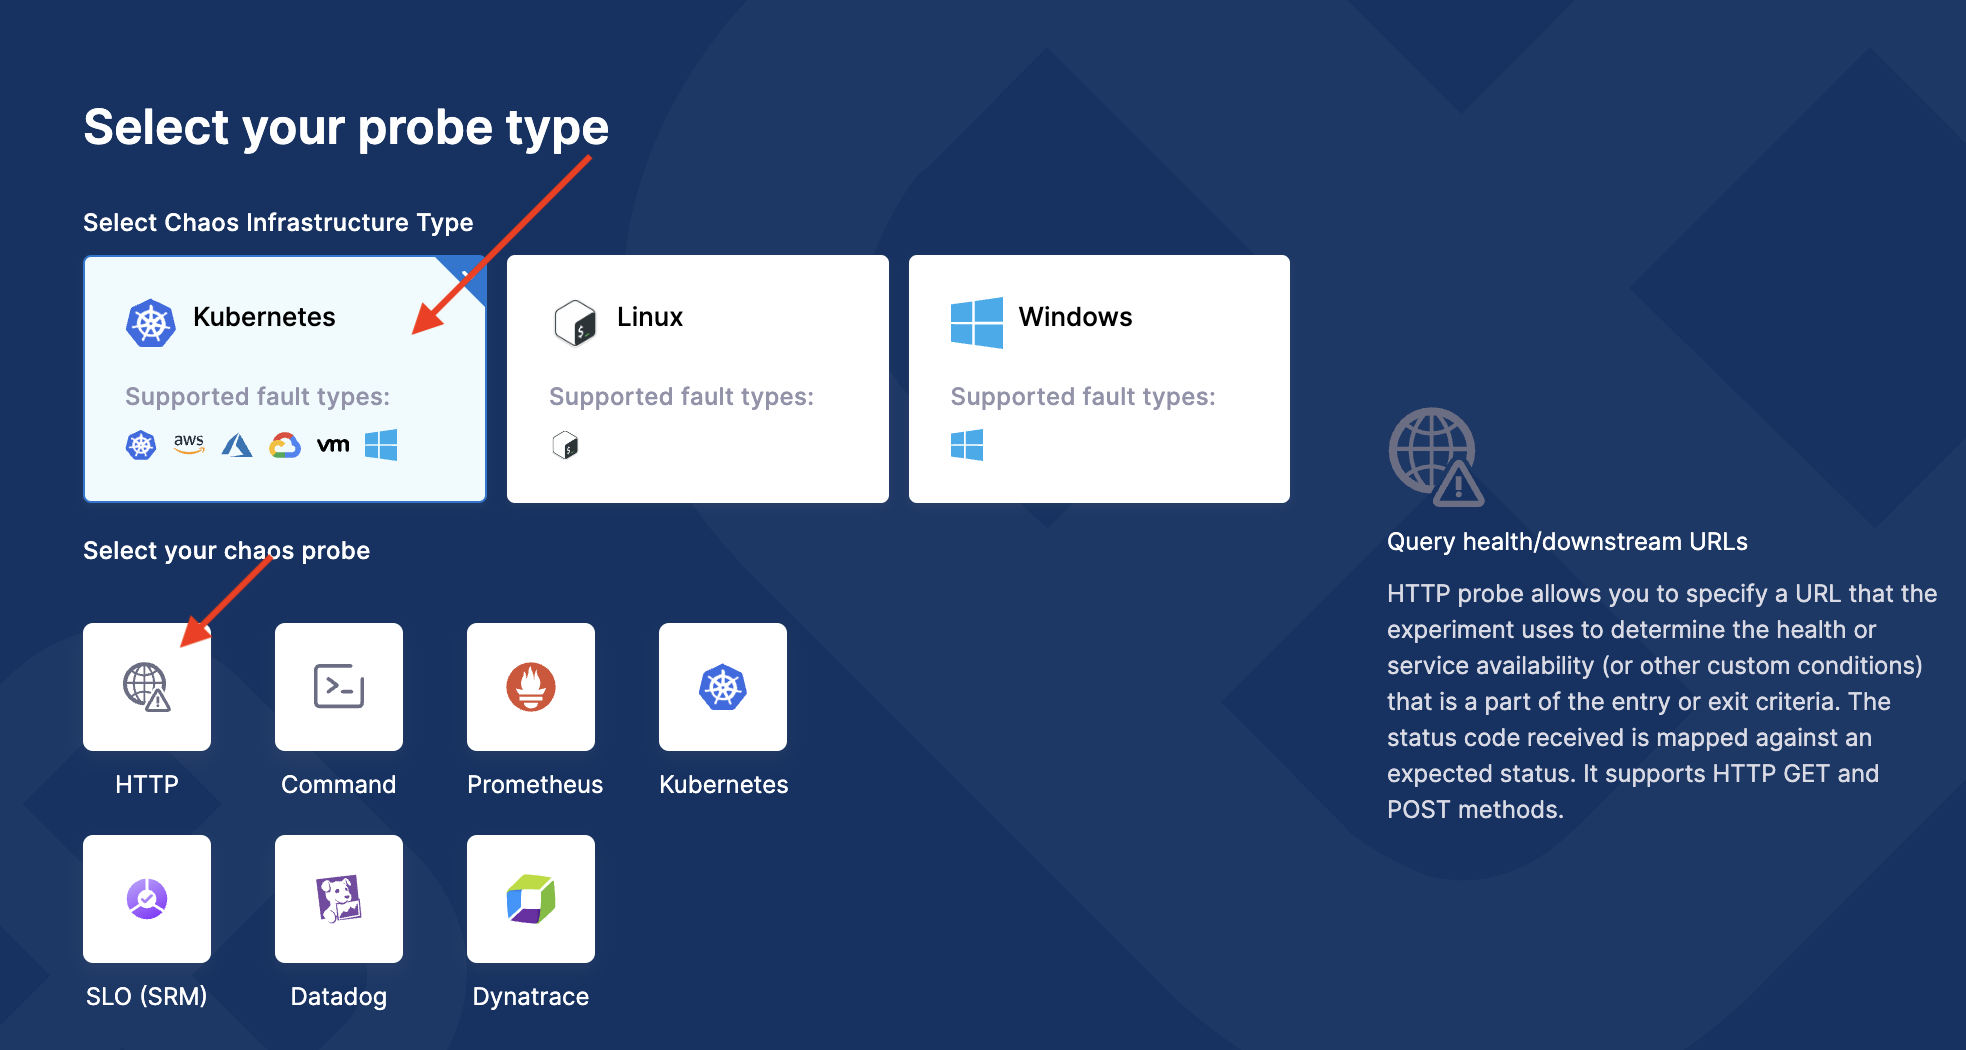 Select your probe type
Select Chaos Infrastructure Type
Kubernetes
Supported fault types:
aws
vm
Linux
$_
Supported fault types:
Windows
Supported fault types:
Select your chaos probe
HTTP
Command
Prometheus
Kubernetes
SLO (SRM)
Datadog
Dynatrace
Query health/downstream URLs
HTTP probe allows you to specify a URL that the
experiment uses to determine the health or
service availability (or other custom conditions)
that is a part of the entry or exit criteria. The
status code received is mapped against an
expected status. It supports HTTP GET and
POST methods.